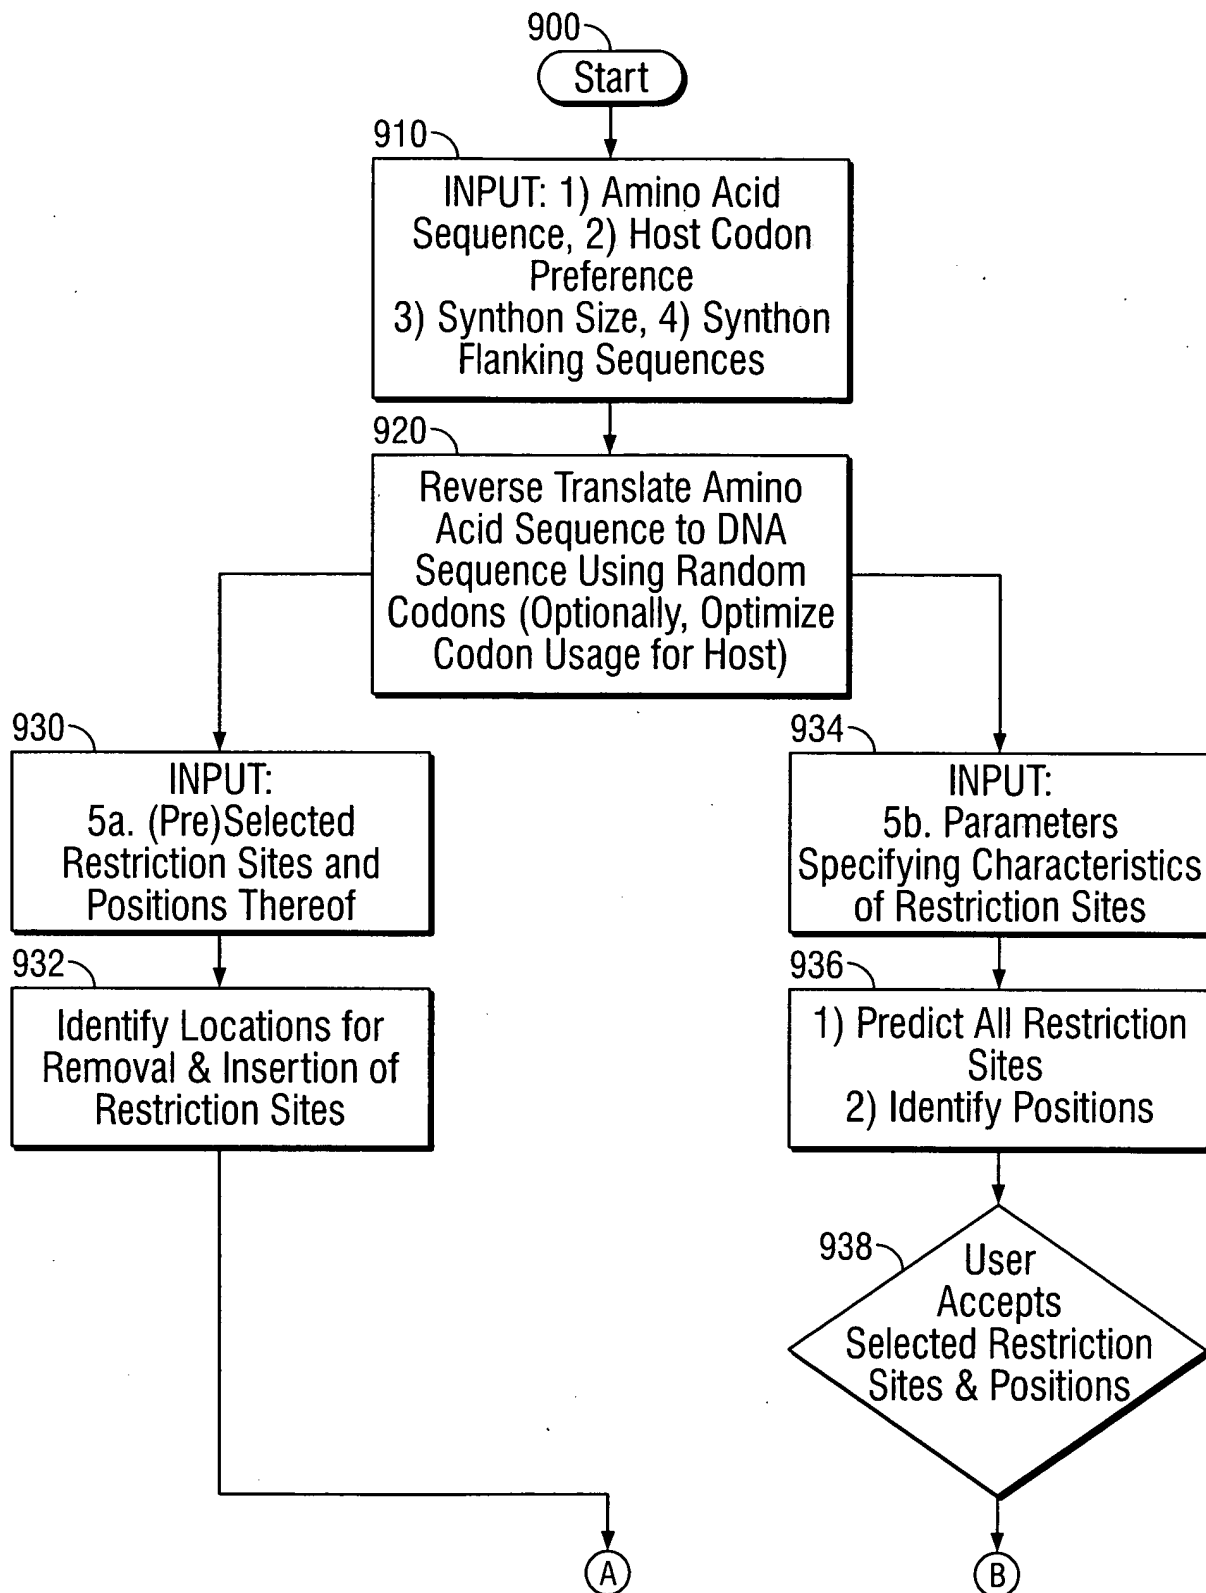 900
Start
910
INPUT: 1) Amino Acid
Sequence, 2) Host Codon
Preference
3) Synthon Size, 4) Synthon
Flanking Sequences
920
Reverse Translate Amino
Acid Sequence to DNA
Sequence Using Random
Codons (Optionally, Optimize
Codon Usage for Host)
930
INPUT:
5a. (Pre)Selected
Restriction Sites and
Positions Thereof
932
Identify Locations for
Removal & Insertion of
Restriction Sites
A
934
INPUT:
5b. Parameters
Specifying Characteristics
of Restriction Sites
936
1) Predict All Restriction
Sites
2) Identify Positions
938
User
Accepts
Selected Restriction
Sites & Positions
B